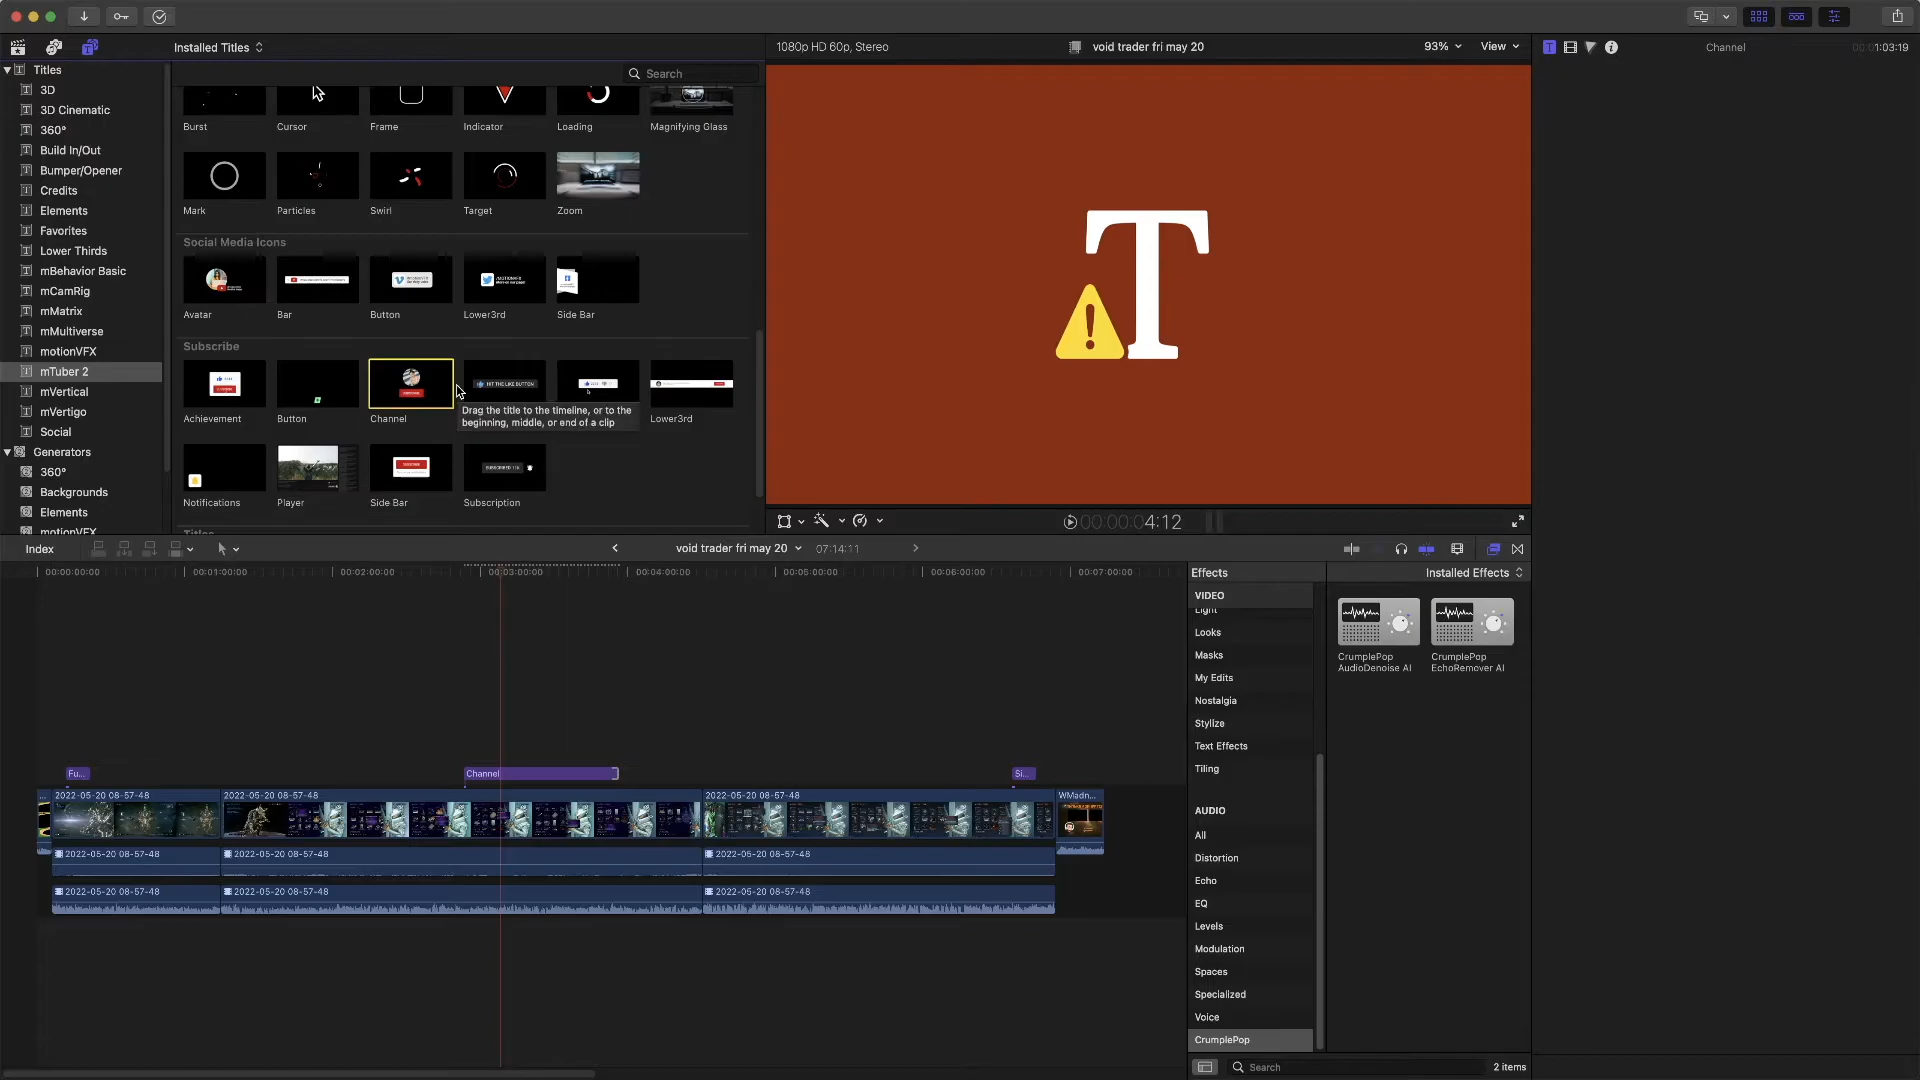 Installed Titles
1080p HD 60p, Stereo
void trader fri may 20
93%
View
Channel
00:00:01:03:19
Search
Titles
3D
3D Cinematic
360°
Build In/Out
Bumper/Opener
Credits
Elements
Favorites
Lower Thirds
mBehavior Basic
mCamRig
mMatrix
mMultiverse
motionVFX
mTuber 2
mVertical
mVertigo
Social
Generators
360°
Backgrounds
Elements
motionVFX
Burst
Cursor
Frame
Indicator
Loading
Magnifying Glass
Mark
Particles
Swirl
Target
Zoom
Social Media Icons
Avatar
Bar
Button
Lower3rd
Side Bar
Subscribe
HIT THE LIKE BUTTON
Achievement
Button
Channel
Drag the title to the timeline, or to the
beginning, middle, or end of a clip
Lower3rd
Notifications
Player
Side Bar
Subscription
Titles
T
00:00:04:12
Index
void trader fri may 20
07:14:11
00:00:00:00
00:01:00:00
00:02:00:00
00:03:00:00
00:04:00:00
00:05:00:00
00:06:00:00
00:07:00:00
Fu...
Channel
Si...
2022-05-20 08-57-48
2022-05-20 08-57-48
2022-05-20 08-57-48
WMadn...
2022-05-20 08-57-48
2022-05-20 08-57-48
2022-05-20 08-57-48
2022-05-20 08-57-48
2022-05-20 08-57-48
2022-05-20 08-57-48
Effects
Installed Effects
VIDEO
Light
Looks
Masks
My Edits
Nostalgia
Stylize
Text Effects
Tiling
AUDIO
All
Distortion
Echo
EQ
Levels
Modulation
Spaces
Specialized
Voice
CrumplePop
CrumplePop
AudioDenoise AI
CrumplePop
EchoRemover AI
Search
2 items